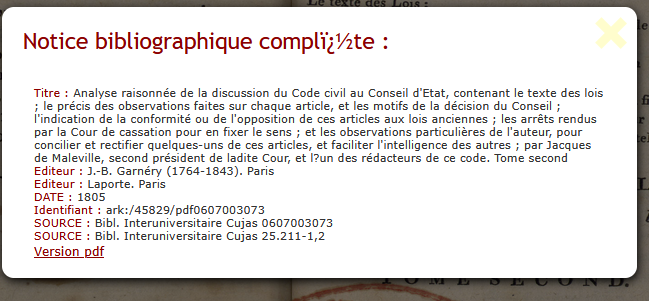 Le texte des Lois :
Notice bibliographique complï¿½te :
Titre : Analyse raisonnée de la discussion du Code civil au Conseil d'Etat, contenant le texte des lois
; le précis des observations faites sur chaque article, et les motifs de la décision du Conseil ;
l'indication de la conformité ou de l'opposition de ces articles aux lois anciennes ; les arrêts rendus
par la Cour de cassation pour en fixer le sens ; et les observations particulières de l'auteur, pour
concilier et rectifier quelques-uns de ces articles, et faciliter l'intelligence des autres ; par Jacques
de Maleville, second président de ladite Cour, et l?un des rédacteurs de ce code. Tome second
Editeur : J.-B. Garnéry (1764-1843). Paris
Editeur : Laporte. Paris
DATE : 1805
Identifiant : ark:/45829/pdf0607003073
SOURCE : Bibl. Interuniversitaire Cujas 0607003073
SOURCE : Bibl. Interuniversitaire Cujas 25.211-1,2
Version pdf
TOME SECOND.